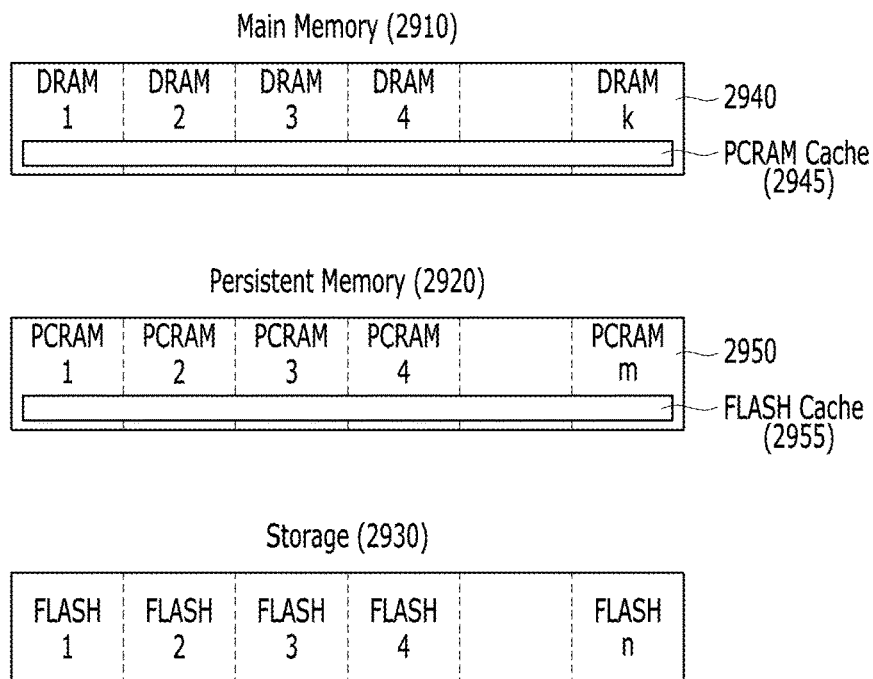 Main Memory (2910)
DRAM DRAM DRAM DRAM DRAM
1 2 3 4 k
2940
PCRAM Cache
(2945)
Persistent Memory (2920)
PCRAM PCRAM PCRAM PCRAM PCRAM
1 2 3 4 m
2950
FLASH Cache
(2955)
Storage (2930)
FLASH FLASH FLASH FLASH FLASH
1 2 3 4 n